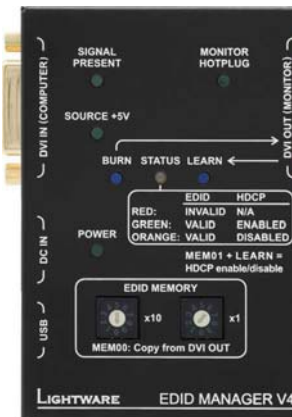 SIGNAL PRESENT
MONITOR HOTPLUG
DVI IN (COMPUTER)
DVI OUT (MONITOR)
SOURCE +5V
BURN STATUS LEARN
EDID HDCP
RED: INVALID N/A
GREEN: VALID ENABLED
ORANGE: VALID DISABLED
MEM01 + LEARN =
HDCP enable/disable
POWER
DC IN
EDID MEMORY
x10
x1
MEM00: Copy from DVI OUT
USB
LIGHTWARE EDID MANAGER V4